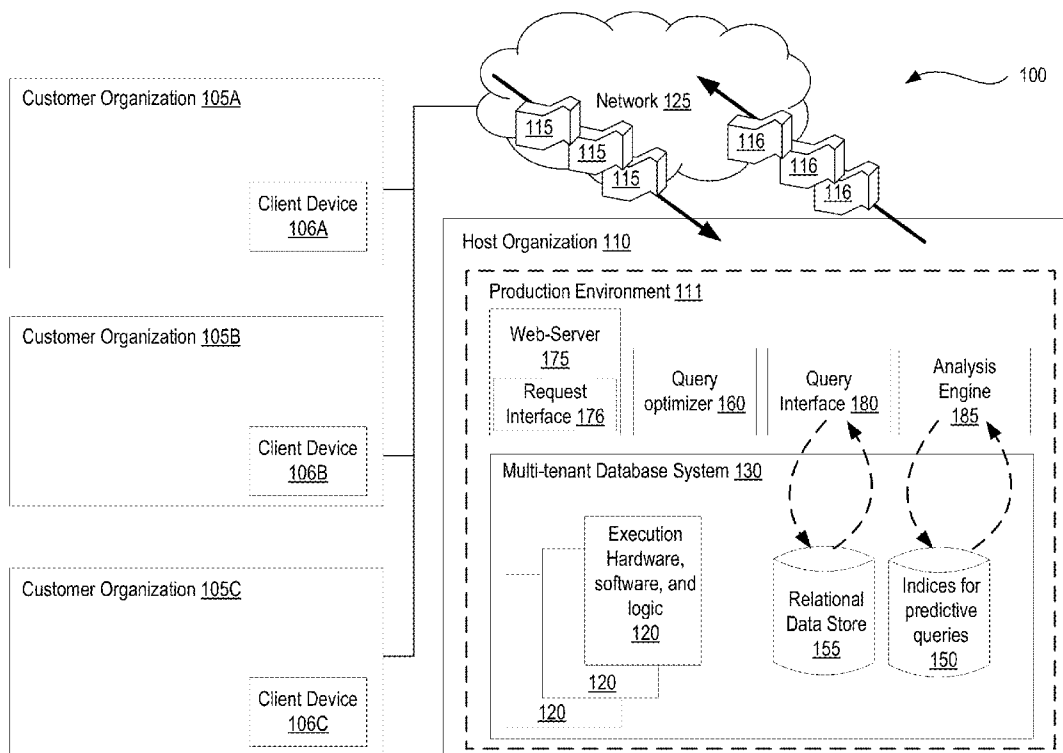 100
Network 125
115
115
115
116
116
116
Customer Organization 105A
Client Device
106A
Customer Organization 105B
Client Device
106B
Customer Organization 105C
Client Device
106C
Host Organization 110
Production Environment 111
Web-Server
175
Request
Interface 176
Query
optimizer 160
Query
Interface 180
Analysis
Engine
185
Multi-tenant Database System 130
Execution
Hardware,
software, and
logic
120
120
120
Relational
Data Store
155
Indices for
predictive
queries
150